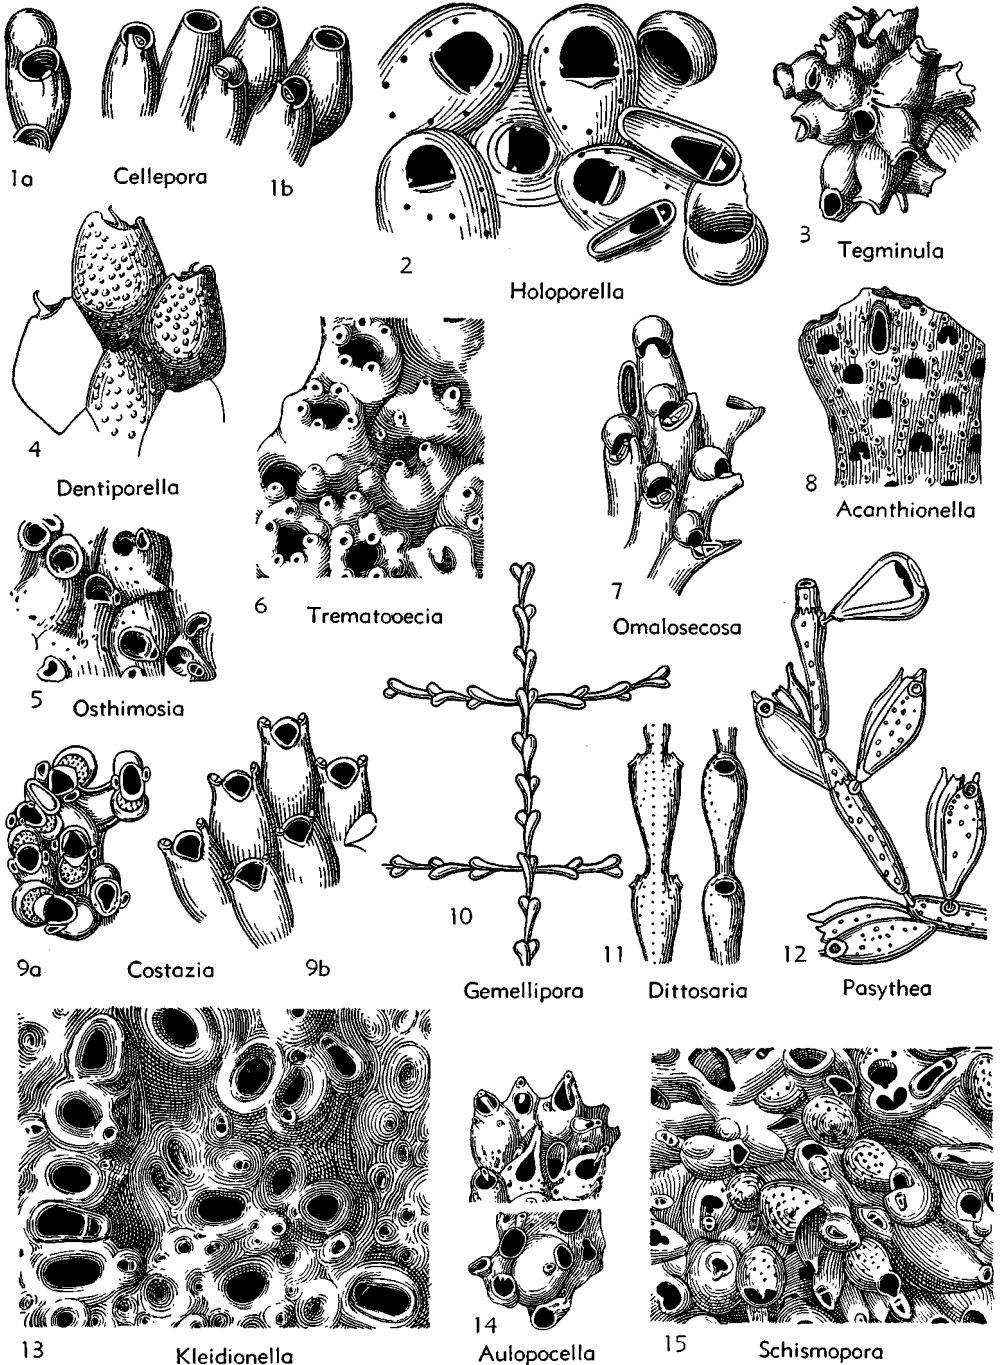 1a
Cellepora
1b
2
Holoporella
3
Tegminula
4
Dentiporella
5
Osthimosia
6
Trematooecia
7
Omalosecosa
8
Acanthionella
9a
Costazia
9b
10
Gemellipora
11
Dittosaria
12
Pasythea
13
Kleidionella
14
Aulopocella
15
Schismopora